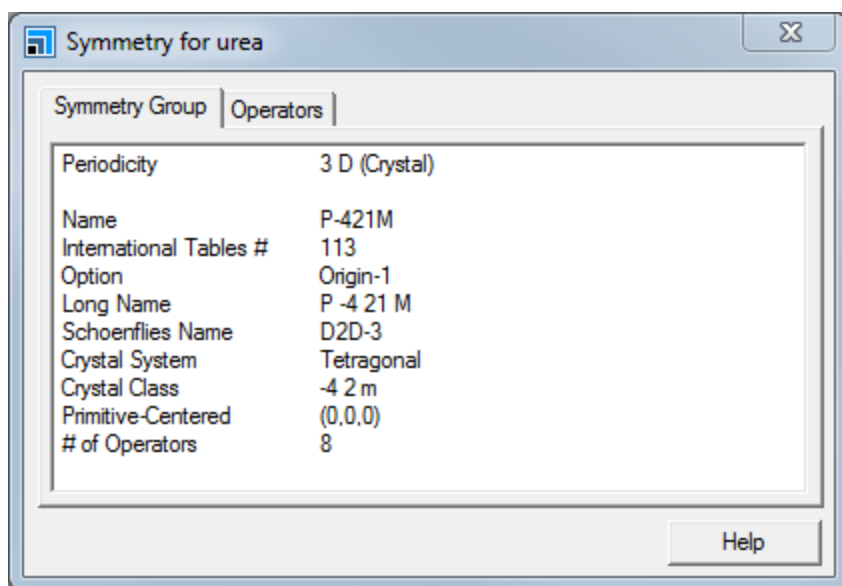 Symmetry for urea
Symmetry Group Operators
Periodicity 3 D (Crystal)
Name P-421M
International Tables # 113
Option Origin-1
Long Name P -4 21 M
Schoenflies Name D2D-3
Crystal System Tetragonal
Crystal Class -4 2 m
Primitive-Centered (0,0,0)
# of Operators 8
Help